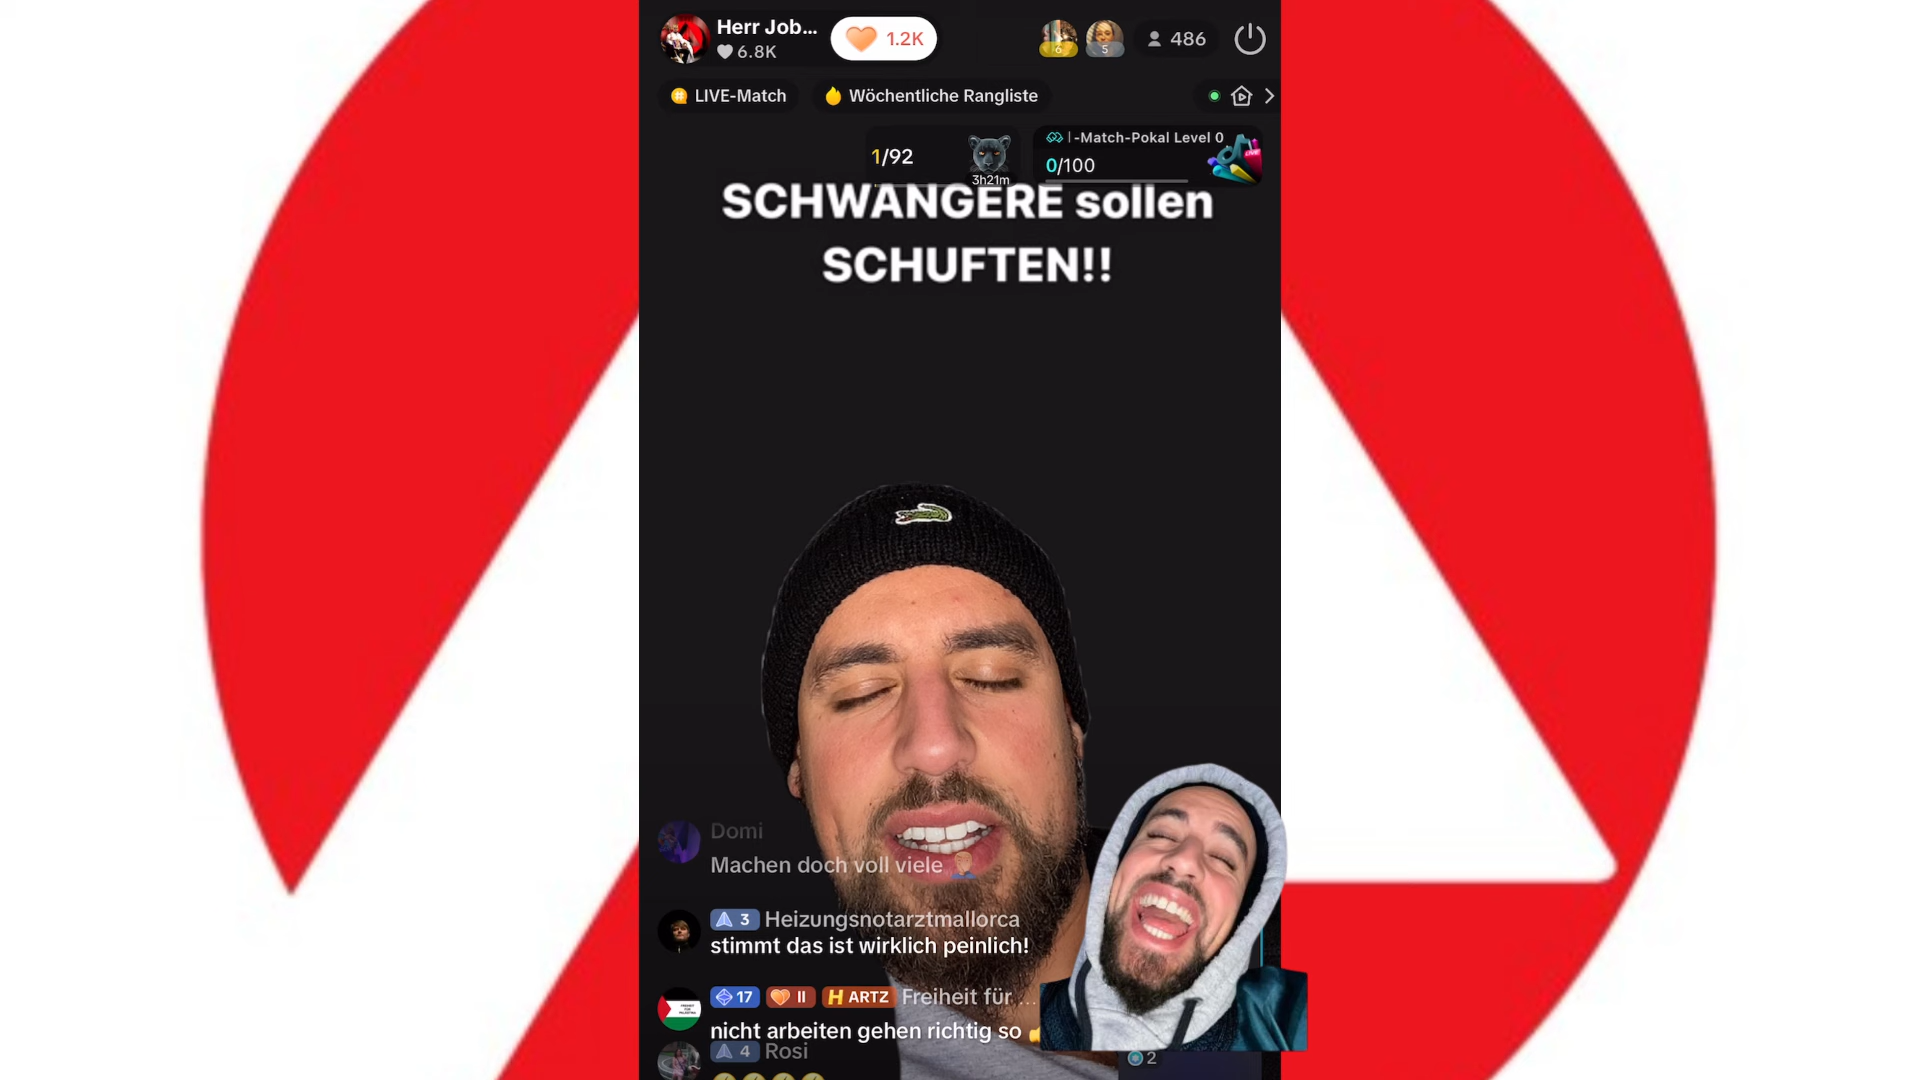 Herr Job...
6.8K
1.2K
6
5
486
LIVE-Match
Wöchentliche Rangliste
1/92
3h21m
-Match-Pokal Level 0
0/100
SCHWANGERE sollen
SCHUFTEN!!
Domi
Machen doch voll viele
3 Heizungsnotarztmallorca
stimmt das ist wirklich peinlich!
17 II H ARTZ Freiheit für ...
nicht arbeiten gehen richtig so
4 Rosi
2